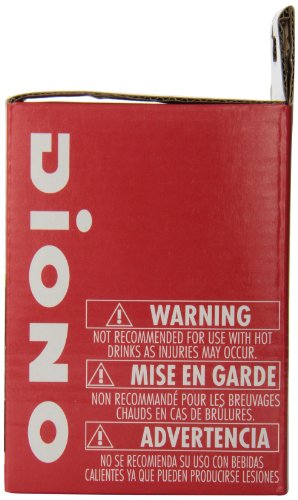 Diono
WARNING
NOT RECOMMENDED FOR USE WITH HOT
DRINKS AS INJURIES MAY OCCUR.
MISE EN GARDE
NON RECOMMANDÉ POUR LES BREUVAGES
CHAUDS EN CAS DE BRÛLURES.
ADVERTENCIA
NO SE RECOMIENDA SU USO CON BEBIDAS
CALIENTES YA QUE PUEDEN PRODUCIRSE LESIONES